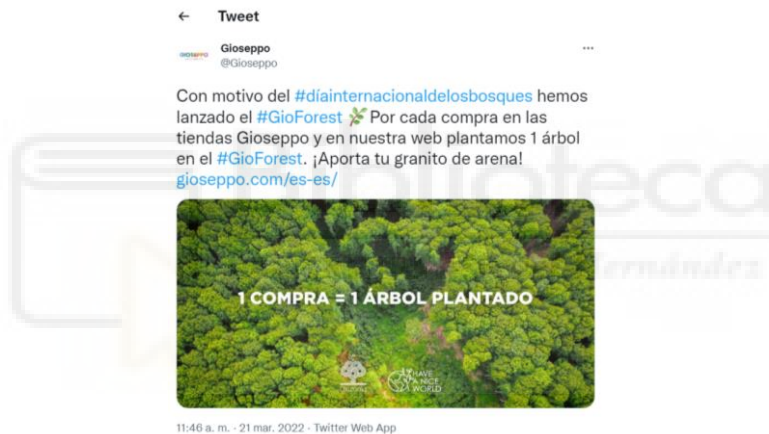 ← Tweet
Gioseppo
@Gioseppo
Con motivo del #díainternacionaldelosbosques hemos
lanzado el #GioForest 🌿 Por cada compra en las
tiendas Gioseppo y en nuestra web plantamos 1 árbol
en el #GioForest. ¡Aporta tu granito de arena!
gioseppo.com/es-es/
1 COMPRA = 1 ÁRBOL PLANTADO
HAVE
A NICE
WORLD
11:46 a. m. · 21 mar. 2022 · Twitter Web App
Biblioteca
Hernández